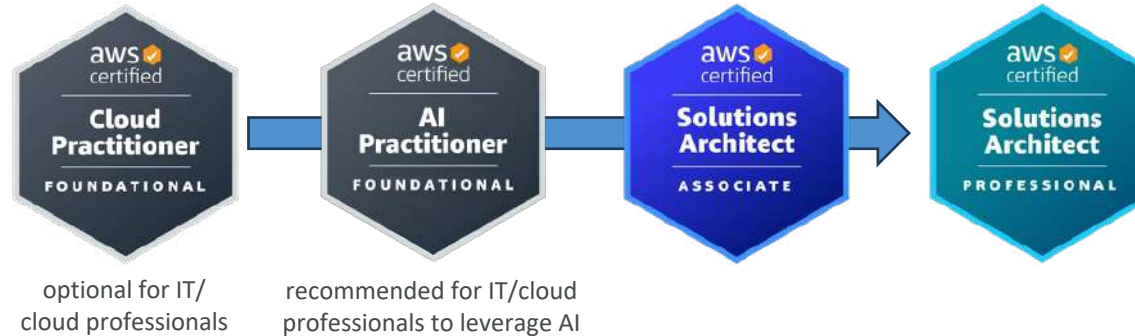 aws
certified
Cloud
Practitioner
FOUNDATIONAL
aws
certified
AI
Practitioner
FOUNDATIONAL
aws
certified
Solutions
Architect
ASSOCIATE
aws
certified
Solutions
Architect
PROFESSIONAL
optional for IT/
cloud professionals
recommended for IT/cloud
professionals to leverage AI